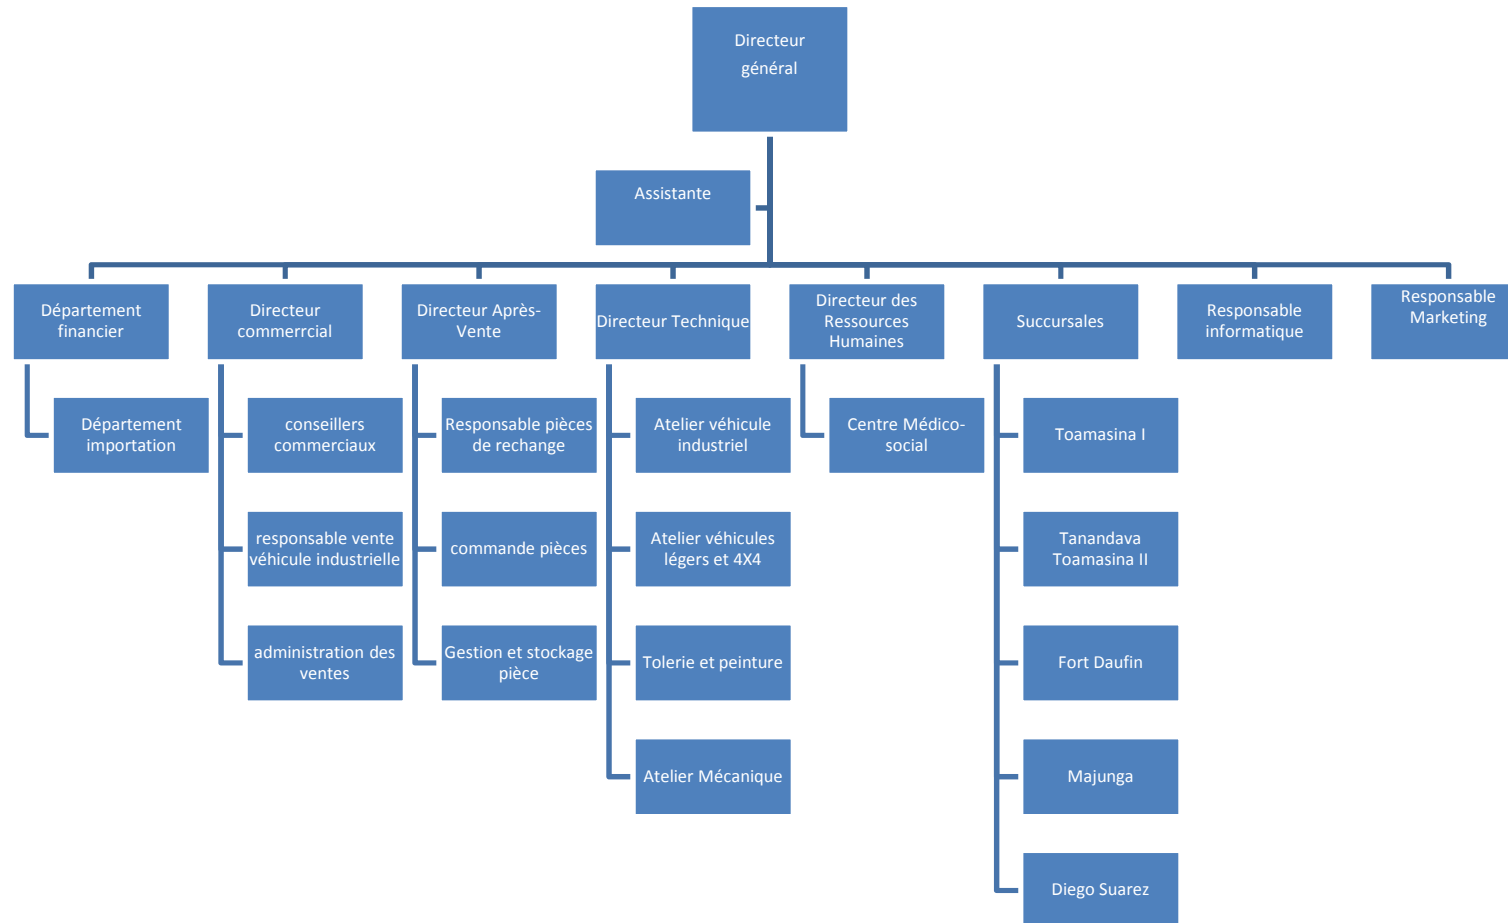 Directeur
général
Assistante
Département
financier
Directeur
commerrcial
Directeur Après-
Vente
Directeur Technique
Directeur des
Ressources
Humaines
Succursales
Responsable
informatique
Responsable
Marketing
Département
importation
conseillers
commerciaux
responsable vente
véhicule industrielle
administration des
ventes
Responsable pièces
de rechange
commande pièces
Gestion et stockage
pièce
Atelier véhicule
industriel
Atelier véhicules
légers et 4X4
Tolerie et peinture
Atelier Mécanique
Centre Médico-
social
Toamasina I
Tanandava
Toamasina II
Fort Daufin
Majunga
Diego Suarez